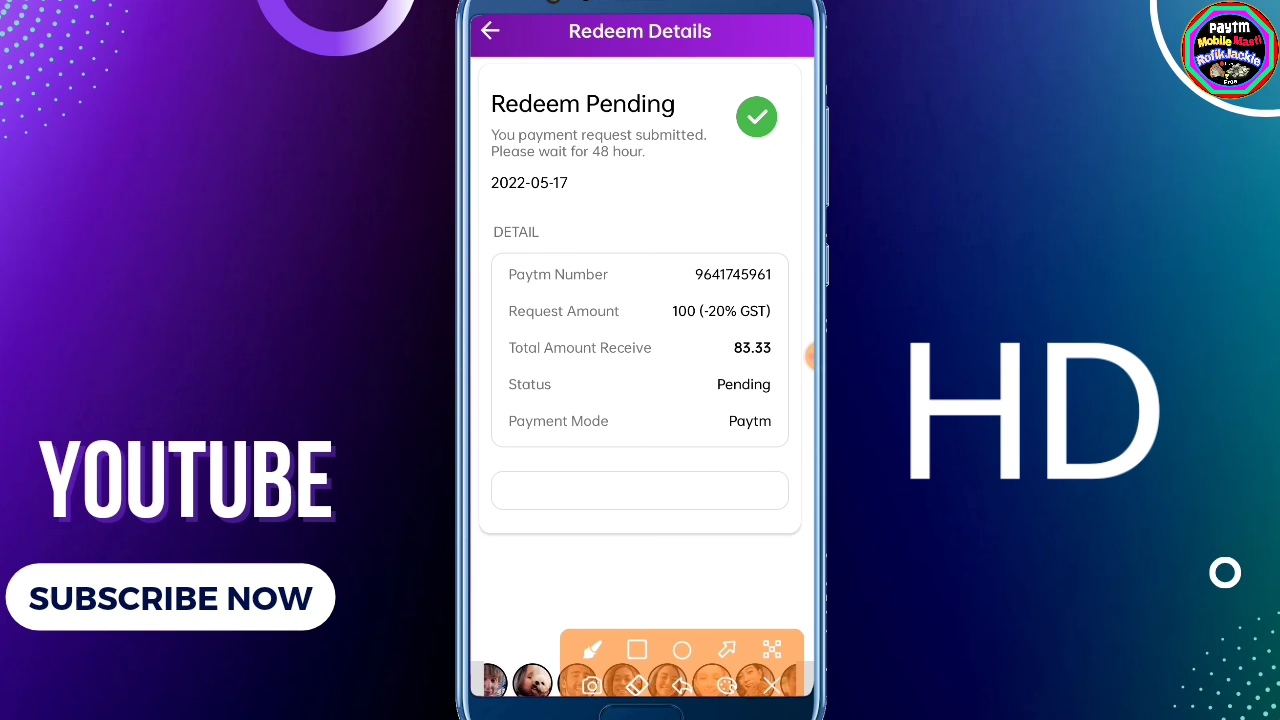 Redeem Details
Redeem Pending
You payment request submitted.
Please wait for 48 hour.
2022-05-17
DETAIL
Paytm Number 9641745961
Request Amount 100 (-20% GST)
Total Amount Receive 83.33
Status Pending
Payment Mode Paytm
YOUTUBE
SUBSCRIBE NOW
HD
Paytm
Mobile Masti
RofikJackie